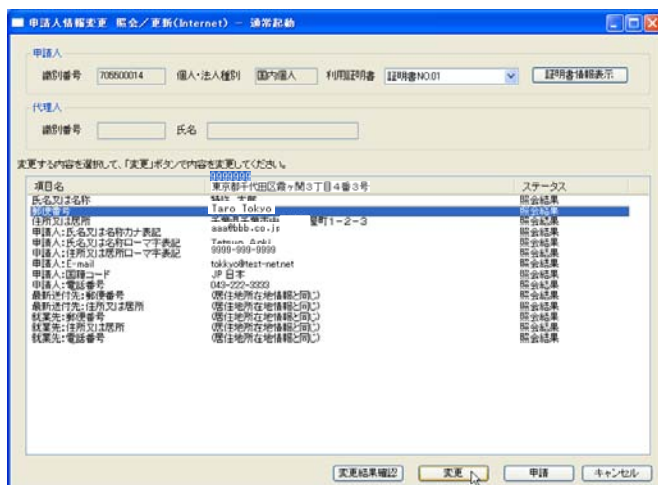 申請人情報変更 照会／更新(Internet) － 通常起動
申請人
識別番号 705500014 個人・法人種別 国内個人 利用証明書 証明書NO.01 証明書情報表示
代理人
識別番号 氏名
変更する内容を選択して、「変更」ボタンで内容を変更してください。
9999999
項目名 東京都千代田区霞ヶ関3丁目4番3号 ステータス
氏名又は名称 照会結果
郵便番号 Taro Tokyo 照会結果
住所又は居所 星町1－2－3 照会結果
申請人:氏名又は名称カナ表記 aaa@bbb.co.js 照会結果
申請人:氏名又は名称ローマ字表記 照会結果
申請人:住所又は居所ローマ字表記 9999-999-9999 照会結果
申請人:E-mail tokkyo@test-net.net 照会結果
申請人:国籍コード JP 日本 照会結果
申請人:電話番号 043-222-3333 照会結果
最新送付先:郵便番号 (居住地所在地情報と同じ) 照会結果
最新送付先:住所又は居所 (居住地所在地情報と同じ) 照会結果
就業先:郵便番号 (居住地所在地情報と同じ) 照会結果
就業先:住所又は居所 (居住地所在地情報と同じ) 照会結果
就業先:電話番号 (居住地所在地情報と同じ) 照会結果
変更結果確認 変更 申請 キャンセル